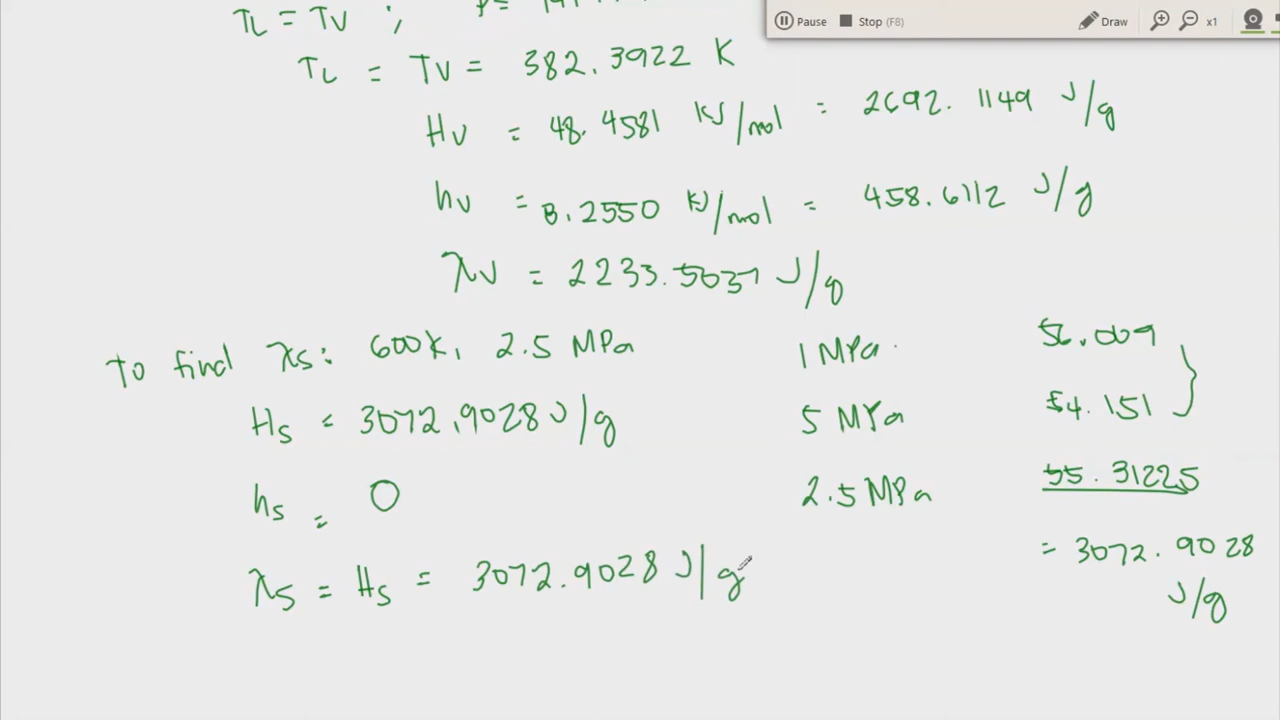 Pause Stop (F8) Draw x1
TL = TV ;
TL = TV = 382.3922 K
HV = 48.4581 KJ/mol = 2692.1149 J/g
hV = 8.2550 KJ/mol = 458.6112 J/g
λV = 2233.5037 J/g
To find λs: 600K, 2.5 MPa 1 MPa. 56.009
Hs = 3072.9028 J/g 5 MPa 54.151
hs = 0 2.5 MPa 55.31225
= 3072.9028
λs = Hs = 3072.9028 J/g J/g